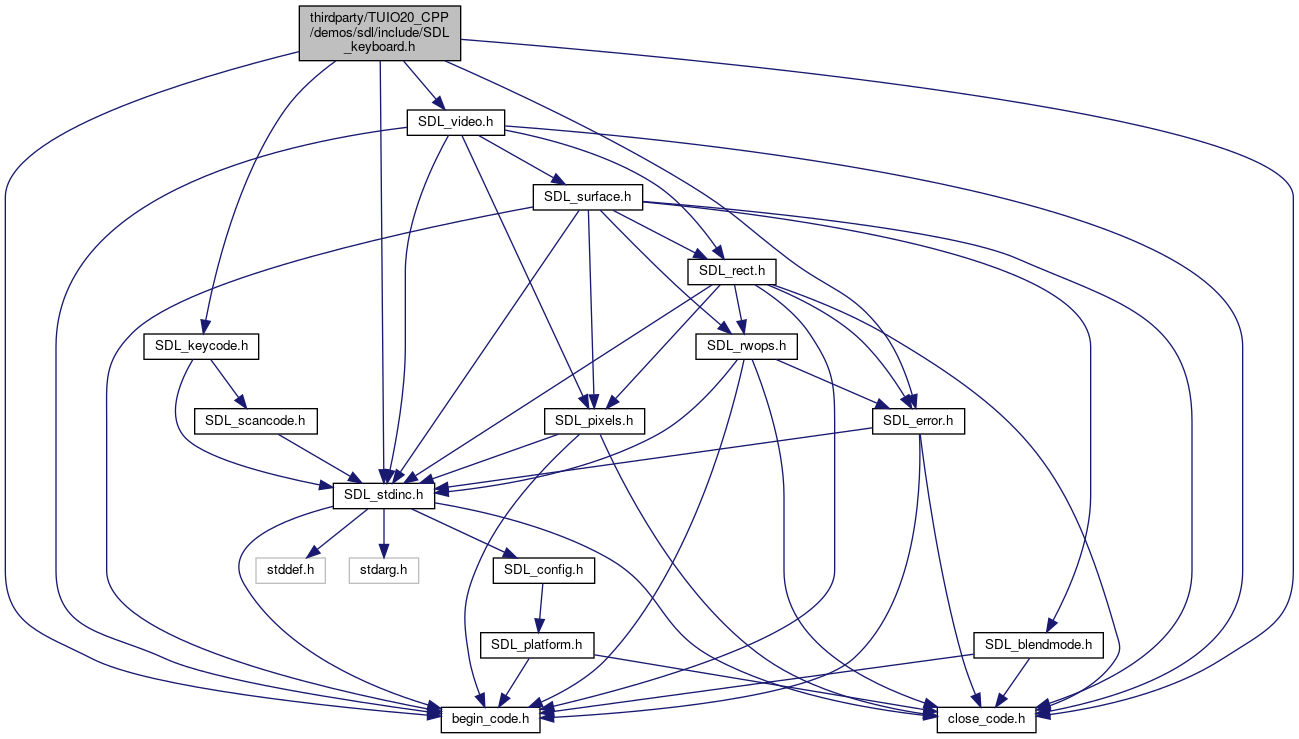 thirdparty/TUIO20_CPP
/demos/sdl/include/SDL
_keyboard.h
SDL_video.h
SDL_surface.h
SDL_rect.h
SDL_keycode.h
SDL_rwops.h
SDL_scancode.h
SDL_pixels.h
SDL_error.h
SDL_stdinc.h
stddef.h
stdarg.h
SDL_config.h
SDL_platform.h
SDL_blendmode.h
begin_code.h
close_code.h